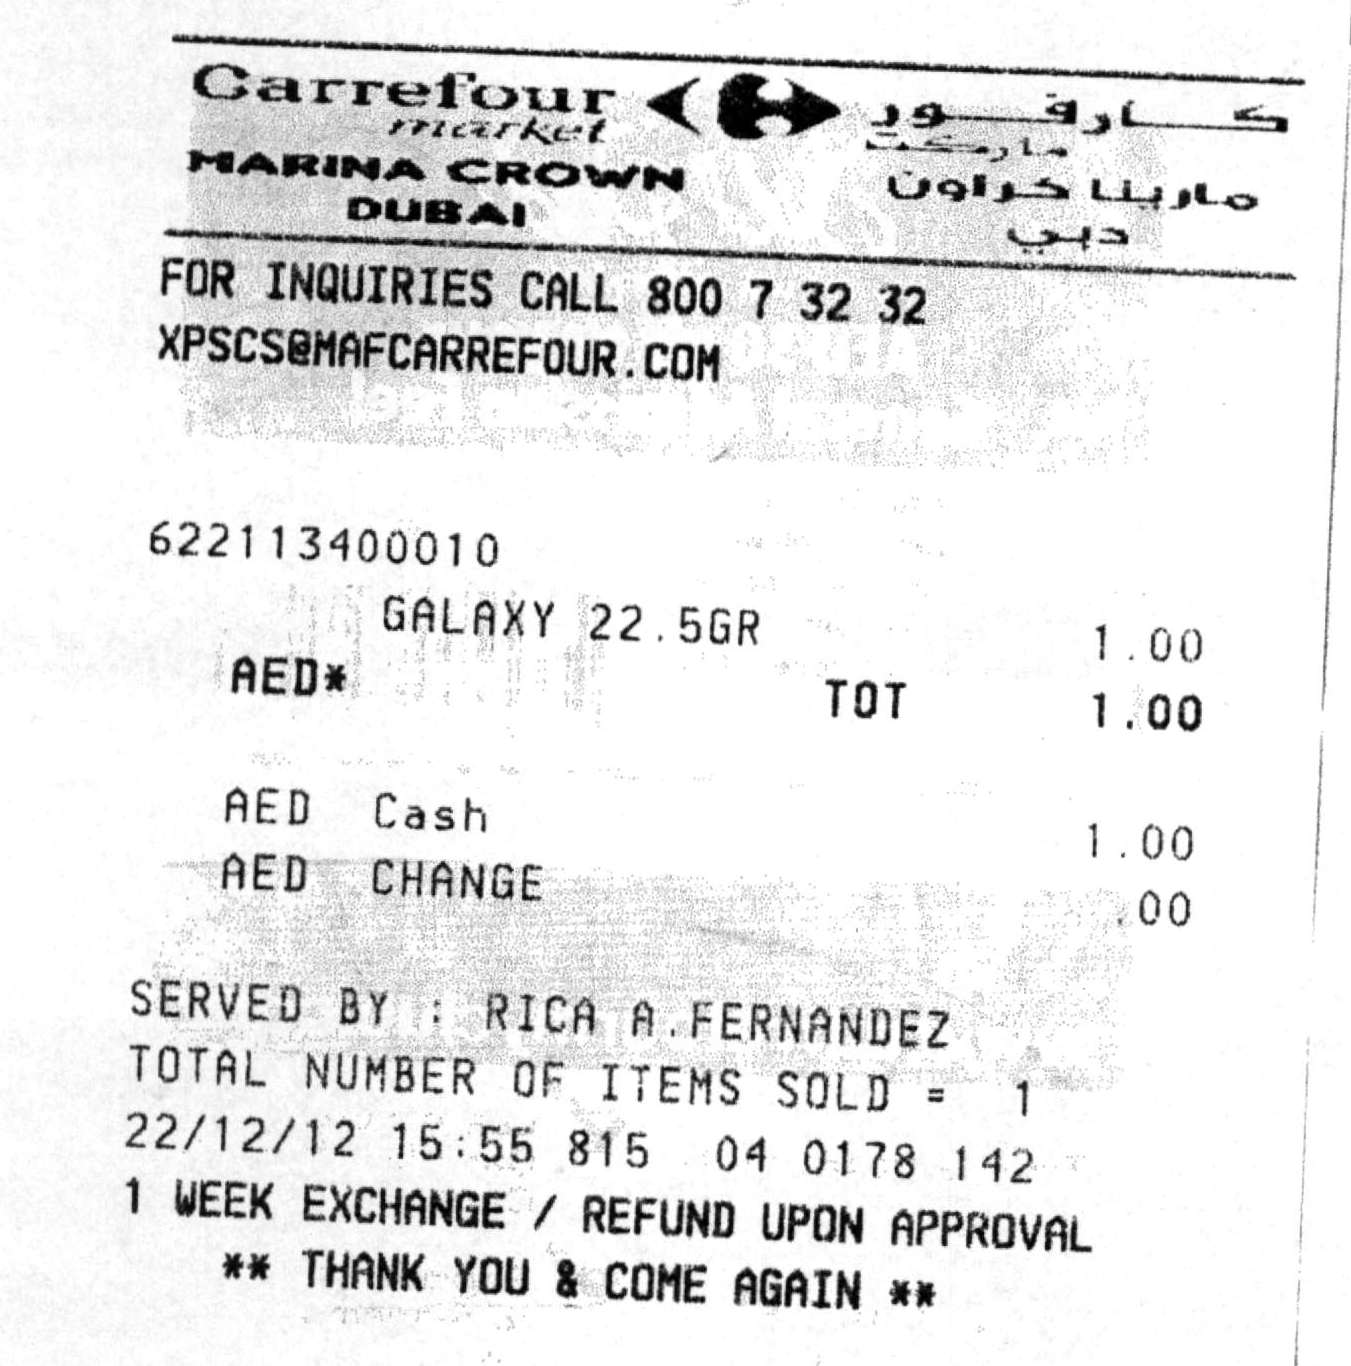 Carrefour كارفور
market ماركت
MARINA CROWN مارينا كراون
DUBAI دبي
FOR INQUIRIES CALL 800 7 32 32
XPSCS@MAFCARREFOUR.COM
622113400010
GALAXY 22.5GR 1.00
AED* TOT 1.00
AED Cash 1.00
AED CHANGE .00
SERVED BY : RICA A.FERNANDEZ
TOTAL NUMBER OF ITEMS SOLD = 1
22/12/12 15:55 815 04 0178 142
1 WEEK EXCHANGE / REFUND UPON APPROVAL
** THANK YOU & COME AGAIN **